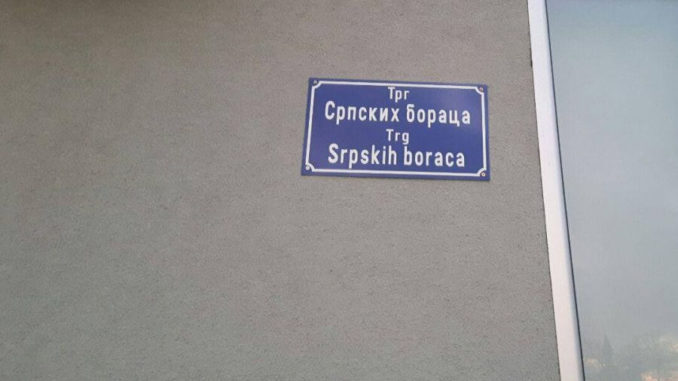 Трг
Српских бораца
Trg
Srpskih boraca